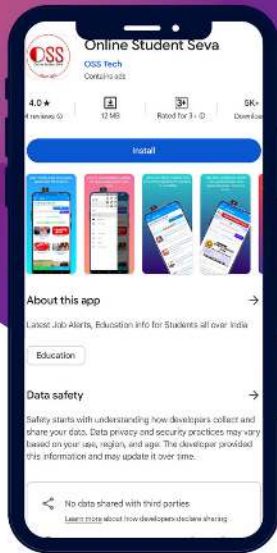 OSS
Online Student Seva
OSS Tech
Contains ads
4.0★
reviews
12 MB
3+
Rated for 3+
5K+
Install
About this app →
Latest Job Alerts, Education info for Students all over India
Education
Data safety →
Safety starts with understanding how developers collect and
share your data. Data privacy and security practices may vary
based on your use, region, and age. The developer provided
this information and may update it over time.
No data shared with third parties
Learn more about how developers declare sharing